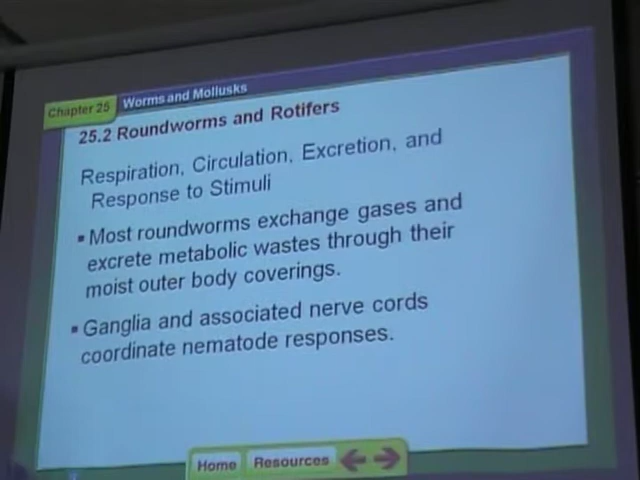 Chapter 25 Worms and Mollusks
25.2 Roundworms and Rotifers
Respiration, Circulation, Excretion, and
Response to Stimuli
▪ Most roundworms exchange gases and
excrete metabolic wastes through their
moist outer body coverings.
▪ Ganglia and associated nerve cords
coordinate nematode responses.
Home Resources